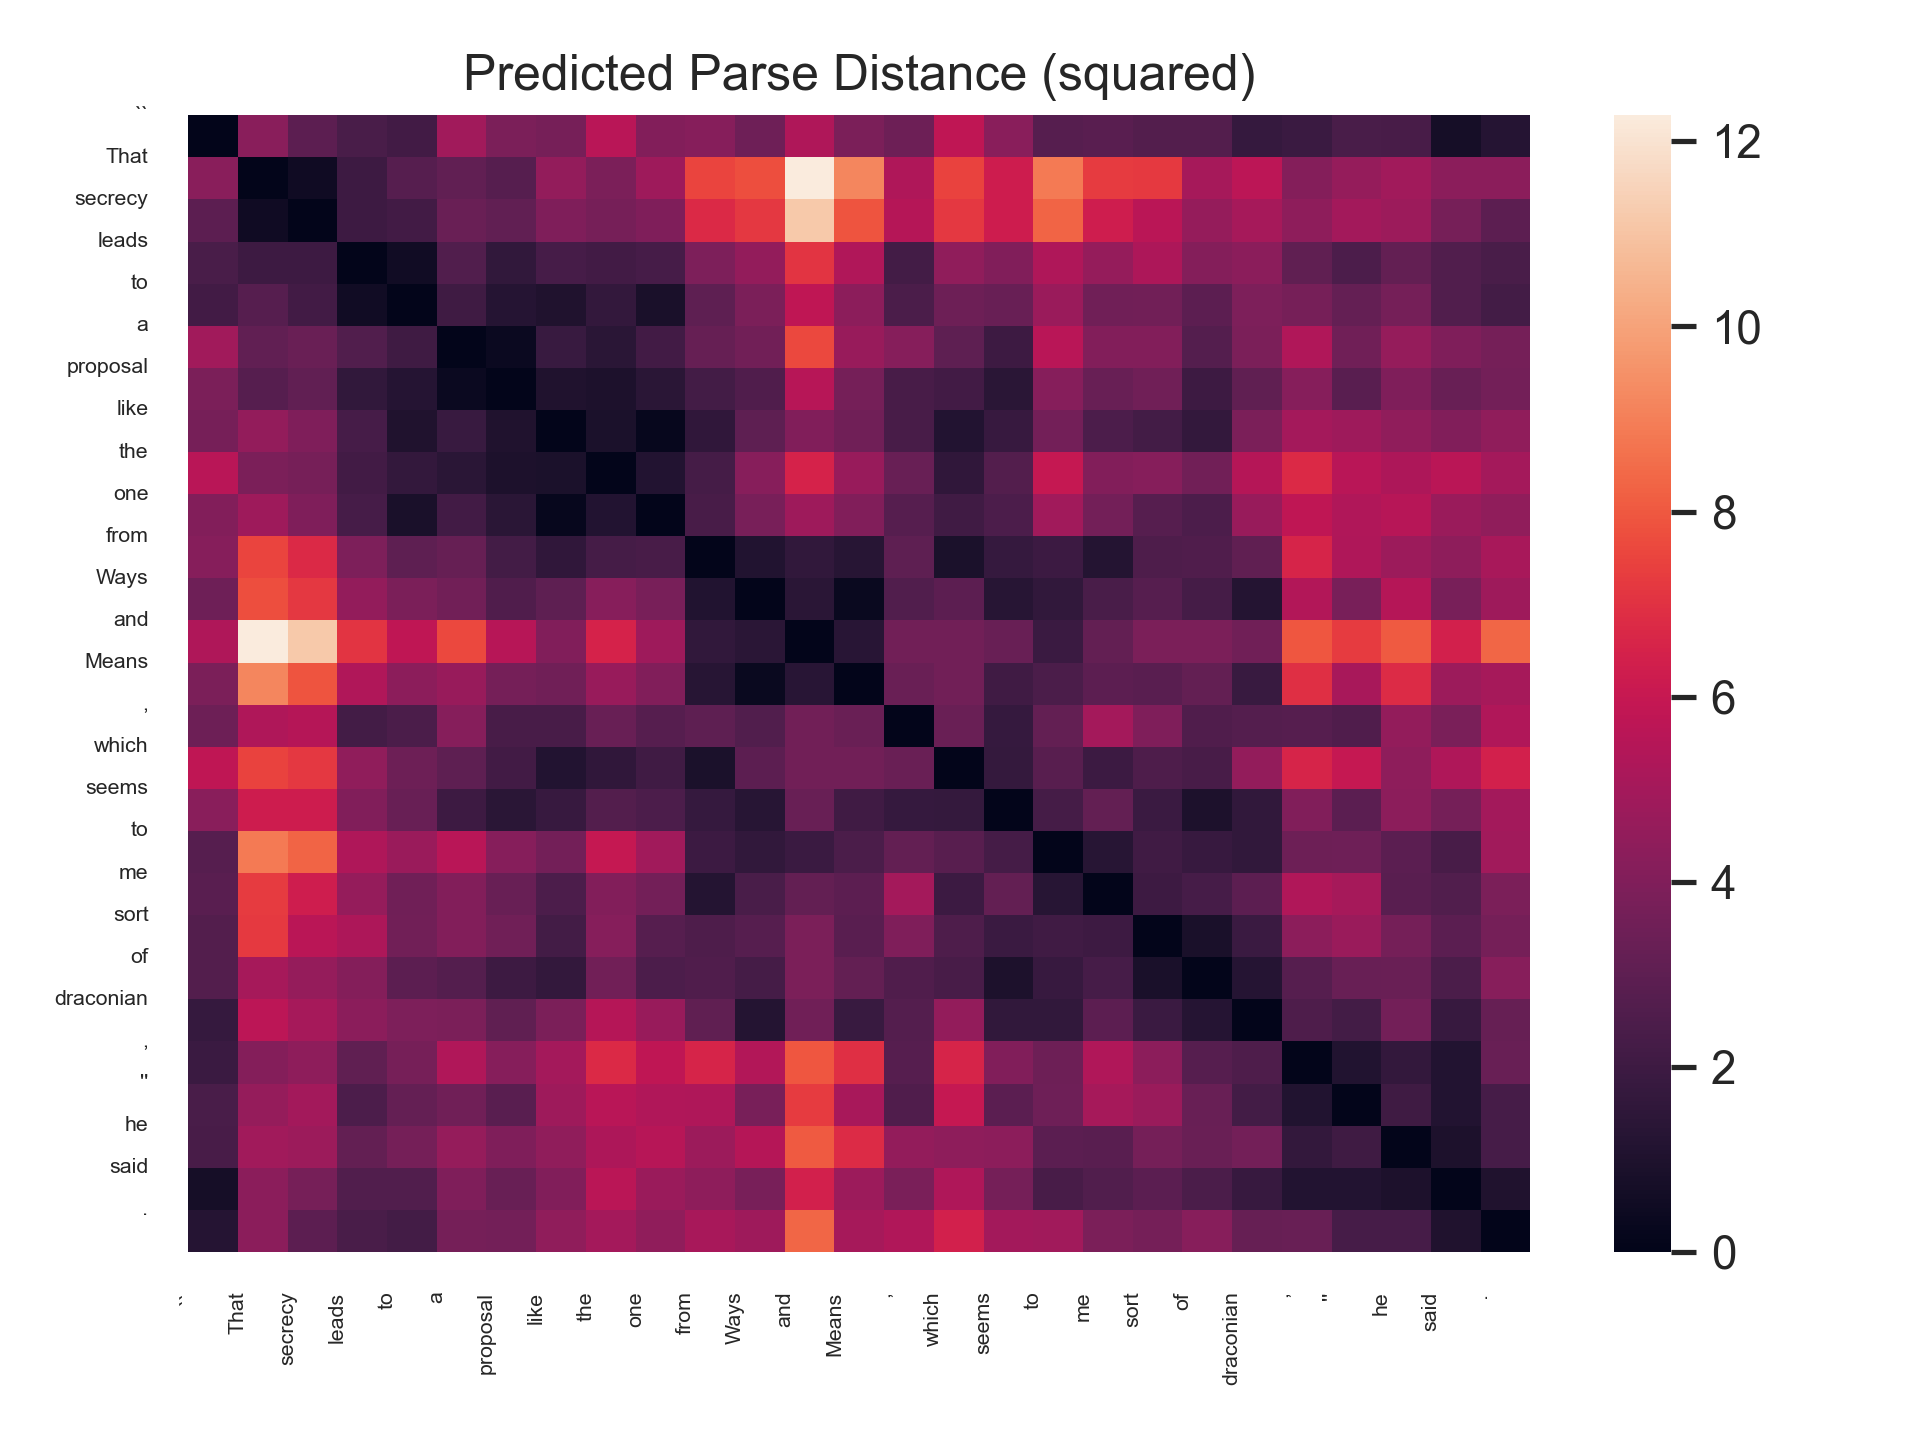 Predicted Parse Distance (squared)
``
That
secrecy
leads
to
a
proposal
like
the
one
from
Ways
and
Means
,
which
seems
to
me
sort
of
draconian
,
''
he
said
.
12
10
8
6
4
2
0
``
That
secrecy
leads
to
a
proposal
like
the
one
from
Ways
and
Means
,
which
seems
to
me
sort
of
draconian
,
''
he
said
.